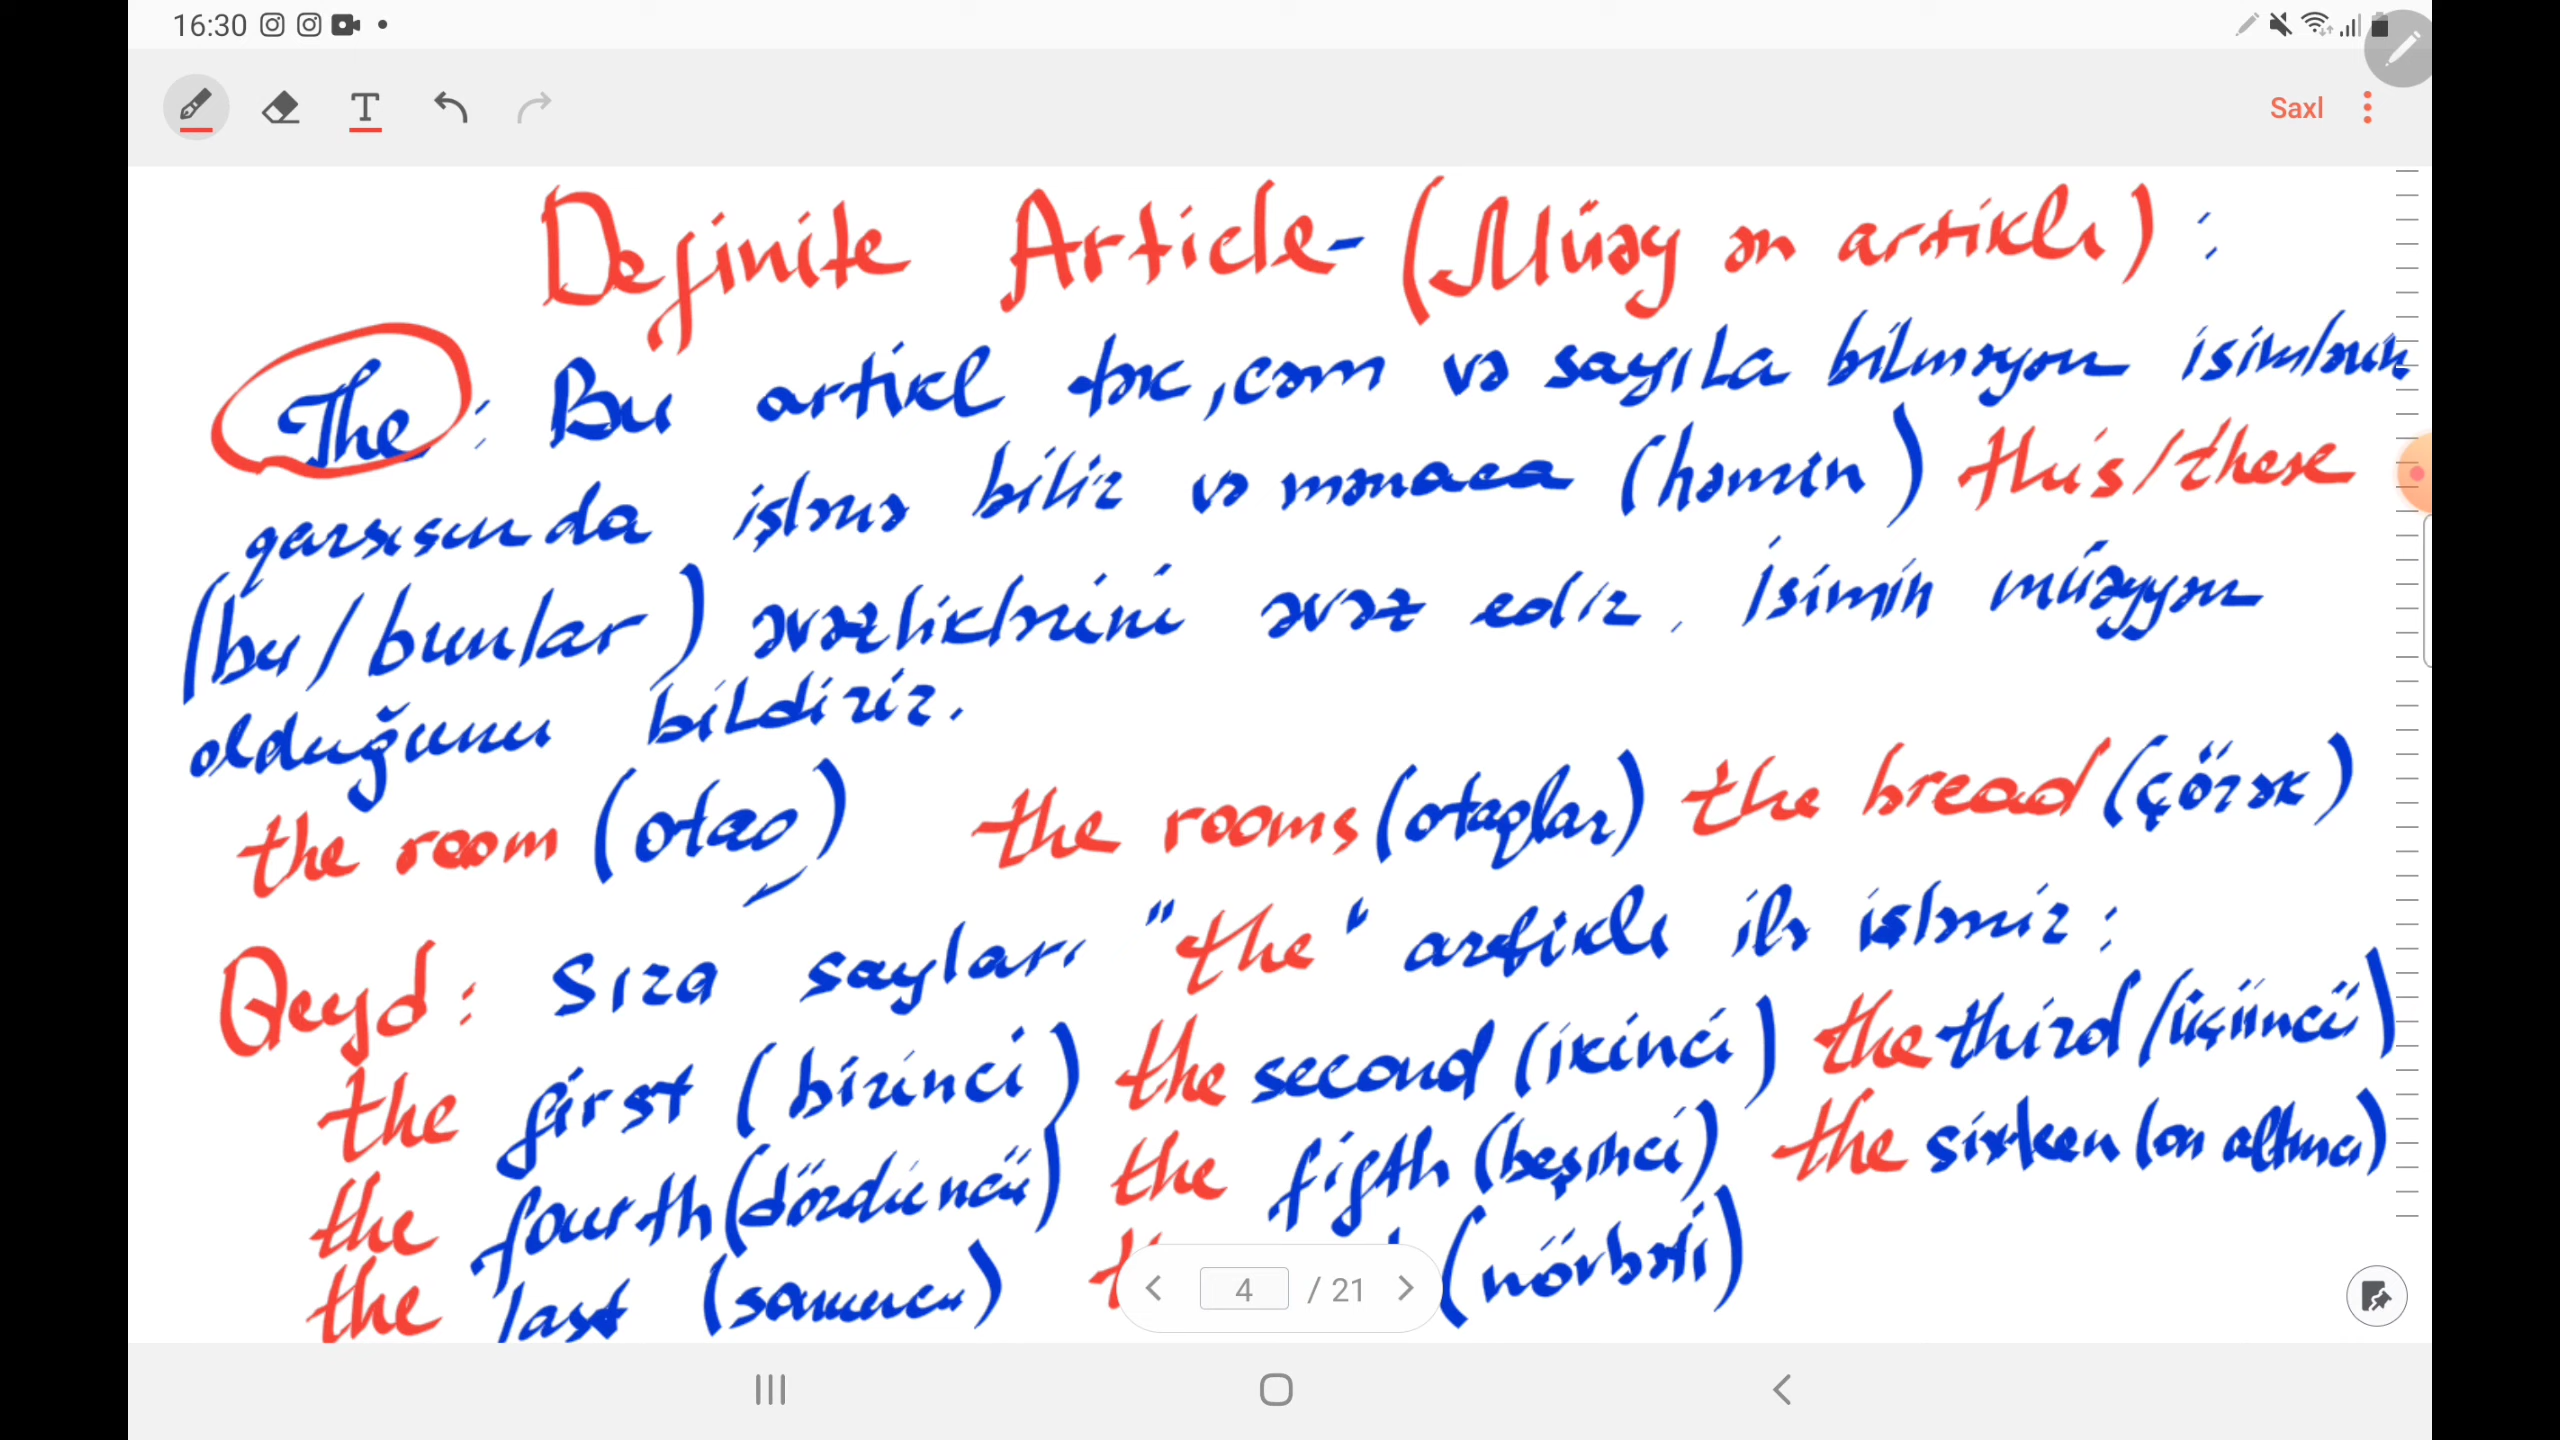 16:30
Saxl
Definite Article - (Müəyyən artikl) :
The : Bu artikl tək, cəm və sayıla bilməyən isimlərin
qarşısında işlənə bilir və mənaca (həmin) this/these
(bu/bunlar) əvəzliklərini əvəz edir. İsimin müəyyən
olduğunu bildirir.
the room (otaq) the rooms (otaqlar) the bread (çörək)
Qeyd: Sıra sayları "the" artikli ilə işlənir :
the first (birinci) the second (ikinci) the third (üçüncü)
the fourth (dördüncü) the fifth (beşinci) the sixteen (on altıncı)
the last (sonuncu) (növbəti)
4 / 21